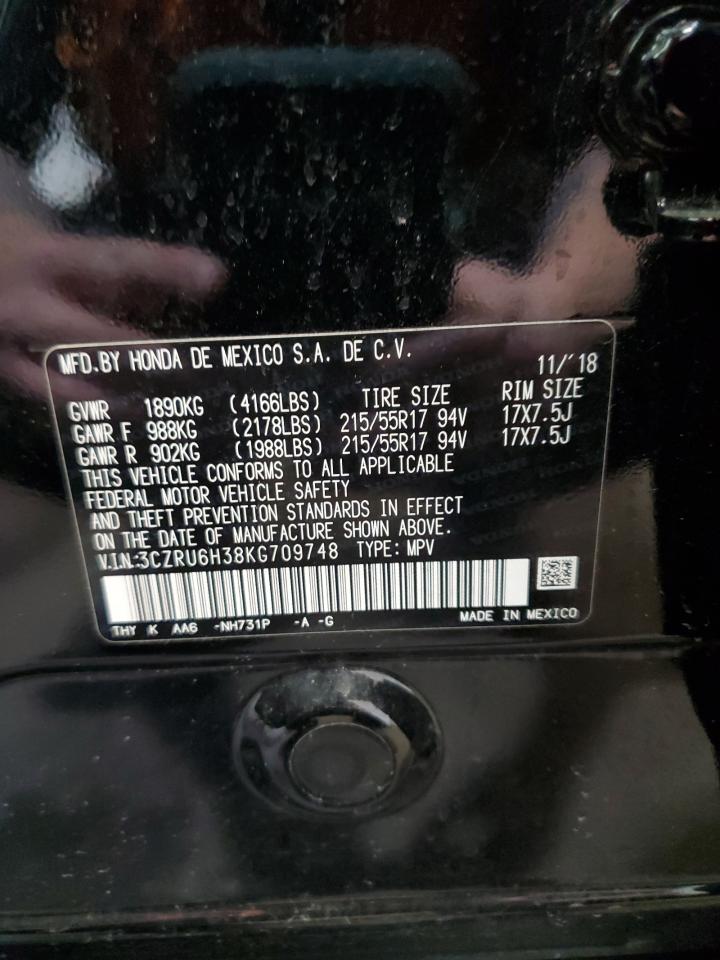 MFD.BY HONDA DE MEXICO S.A. DE C.V.
11/'18
GVWR 1890KG (4166LBS) TIRE SIZE RIM SIZE
GAWR F 988KG (2178LBS) 215/55R17 94V 17X7.5J
GAWR R 902KG (1988LBS) 215/55R17 94V 17X7.5J
THIS VEHICLE CONFORMS TO ALL APPLICABLE
FEDERAL MOTOR VEHICLE SAFETY
AND THEFT PREVENTION STANDARDS IN EFFECT
ON THE DATE OF MANUFACTURE SHOWN ABOVE.
V.I.N:3CZRU6H38KG709748 TYPE: MPV
THY K AA6 -NH731P -A -G MADE IN MEXICO